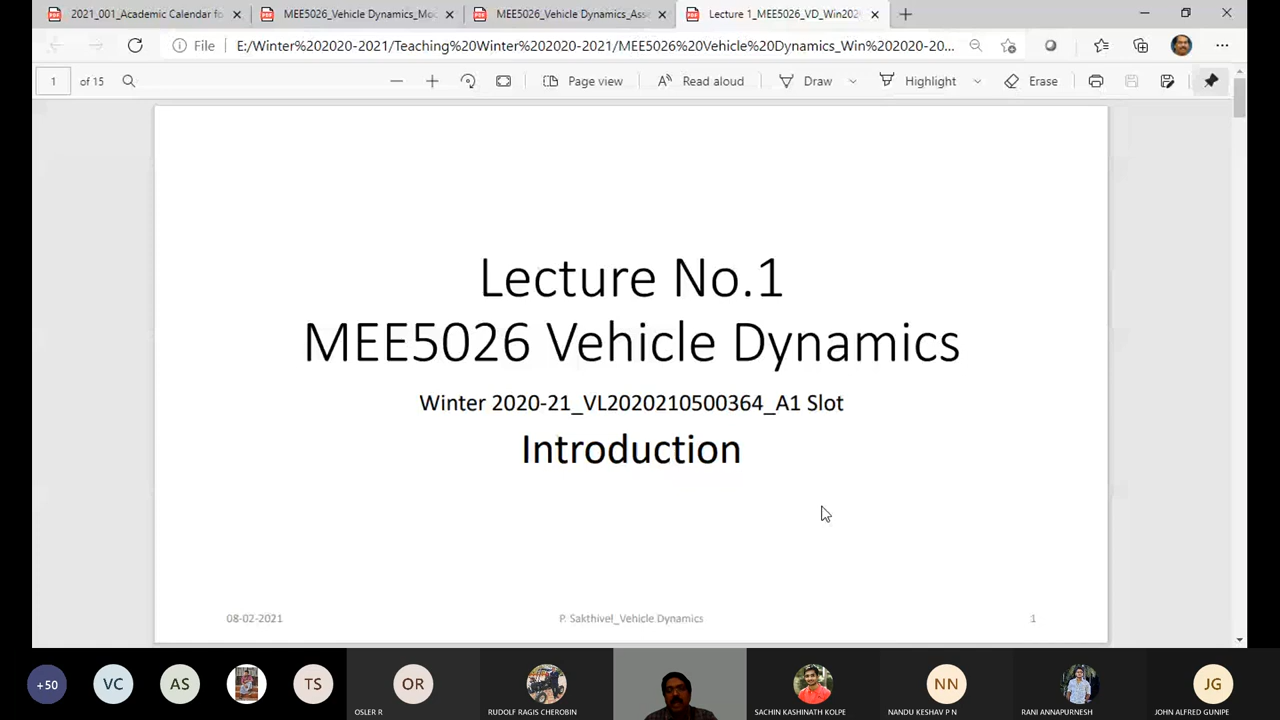 2021_001_Academic Calendar fo
MEE5026_Vehicle Dynamics_Mod
MEE5026_Vehicle Dynamics_Asse
Lecture 1_MEE5026_VD_Win202
File
E:/Winter%202020-2021/Teaching%20Winter%202020-2021/MEE5026%20Vehicle%20Dynamics_Win%202020-20...
1 of 15
Page view
Read aloud
Draw
Highlight
Erase
Lecture No.1
MEE5026 Vehicle Dynamics
Winter 2020-21_VL2020210500364_A1 Slot
Introduction
08-02-2021
P. Sakthivel_Vehicle Dynamics
1
+50
VC
AS
TS
OR
NN
JG
OSLER R
RUDOLF RAGIS CHEROBIN
SACHIN KASHINATH KOLPE
NANDU KESHAV P N
RANI ANNAPURNESH
JOHN ALFRED GUNIPE